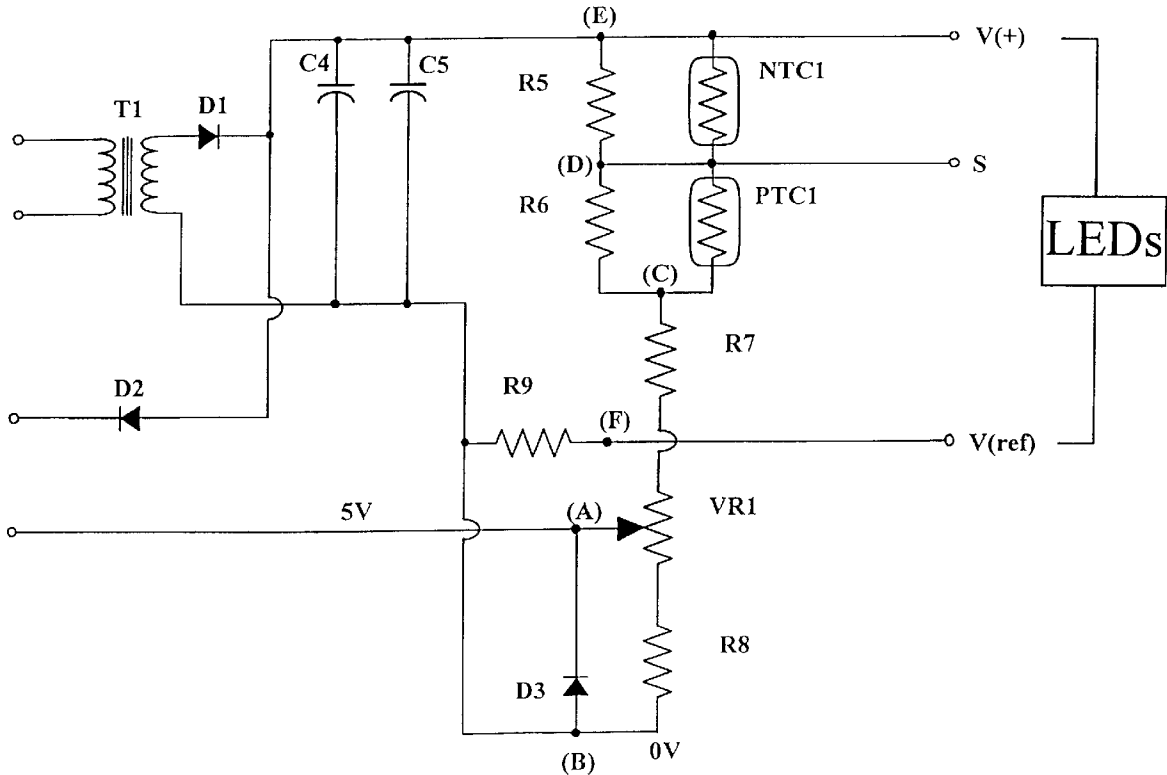 (E)
V(+)
C4
C5
R5
NTC1
T1
D1
(D)
S
R6
PTC1
LEDs
(C)
R7
D2
R9
(F)
V(ref)
5V
(A)
VR1
R8
D3
(B)
0V